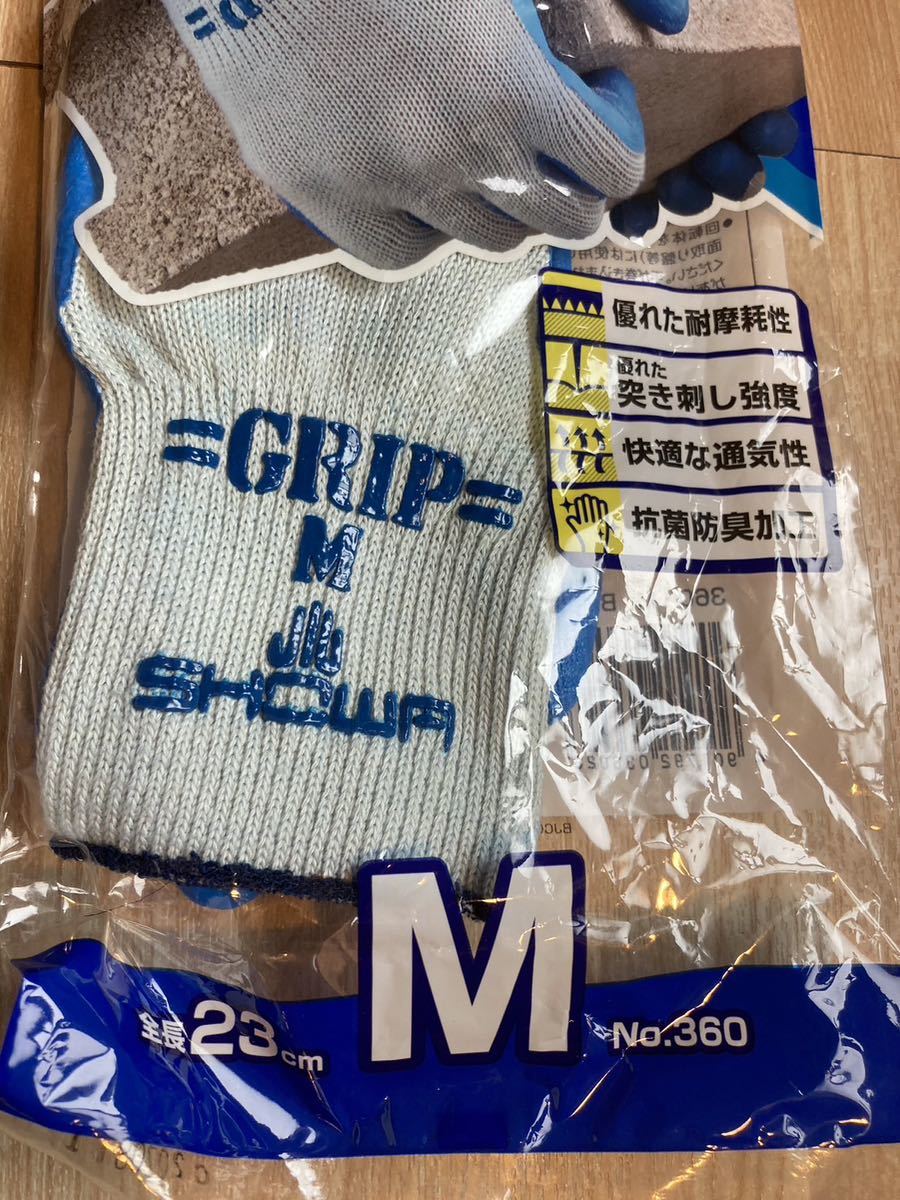 優れた耐摩耗性
優れた
突き刺し強度
快適な通気性
抗菌防臭加工
=GRIP=
M
SHOWA
M
全長23cm
No.360